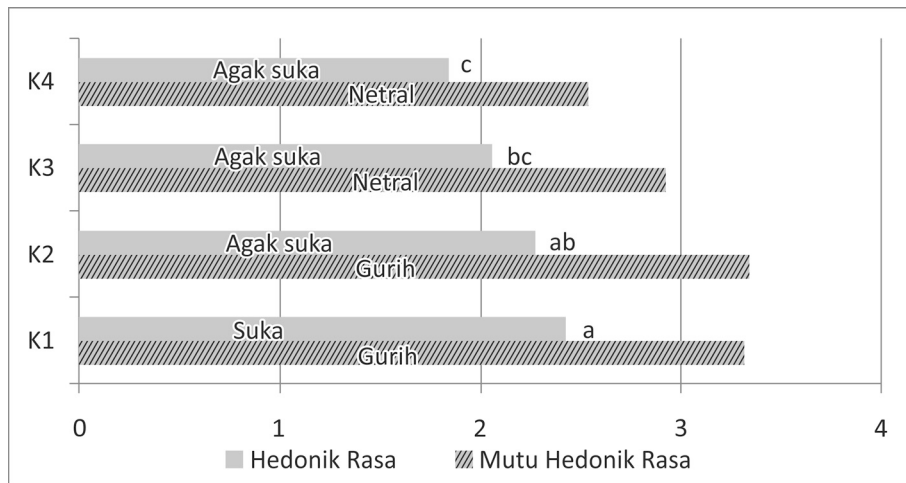 K4
Agak suka
c
Netral
K3
Agak suka
bc
Netral
K2
Agak suka
ab
Gurih
K1
Suka
a
Gurih
0 1 2 3 4
Hedonik Rasa Mutu Hedonik Rasa